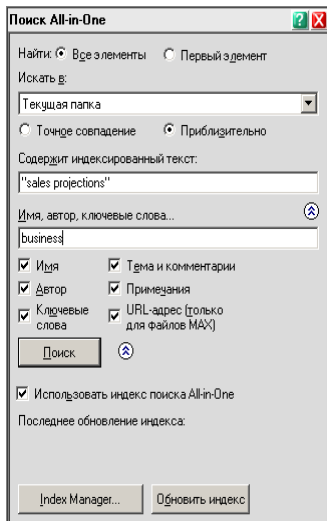 Поиск All-in-One
Найти: Все элементы Первый элемент
Искать в:
Текущая папка
Точное совпадение Приблизительно
Содержит индексированный текст:
"sales projections"
Имя, автор, ключевые слова...
business
Имя Тема и комментарии
Автор Примечания
Ключевые слова URL-адрес (только для файлов MAX)
Поиск
Использовать индекс поиска All-in-One
Последнее обновление индекса:
Index Manager... Обновить индекс